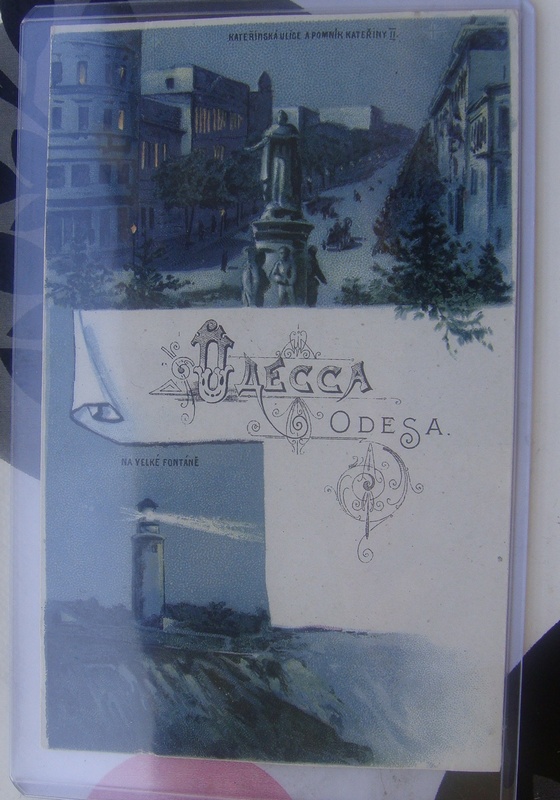 KATEŘINSKÁ ULICE A POMNÍK KATEŘINY II
Одесса
ODESA.
NA VELKÉ FONTÁNĚ